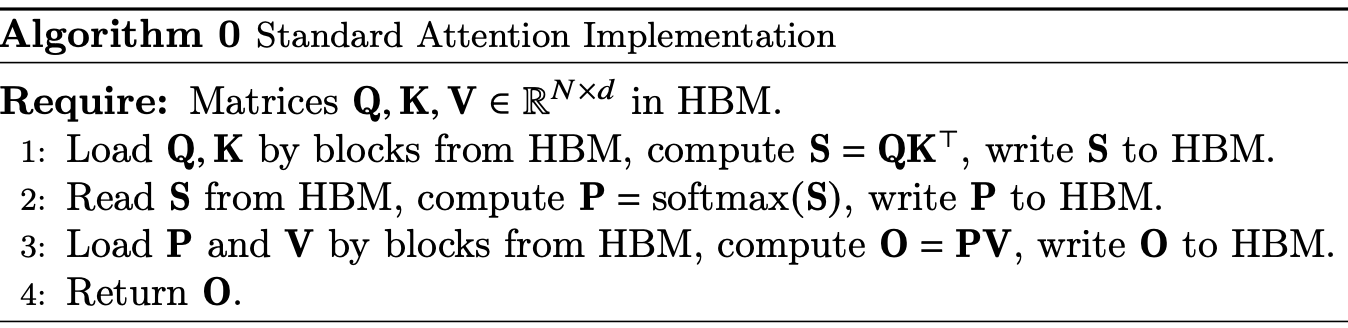 Algorithm 0 Standard Attention Implementation
Require: Matrices Q, K, V ∈ ℝᴺˣᵈ in HBM.
1: Load Q, K by blocks from HBM, compute S = QK⊤, write S to HBM.
2: Read S from HBM, compute P = softmax(S), write P to HBM.
3: Load P and V by blocks from HBM, compute O = PV, write O to HBM.
4: Return O.